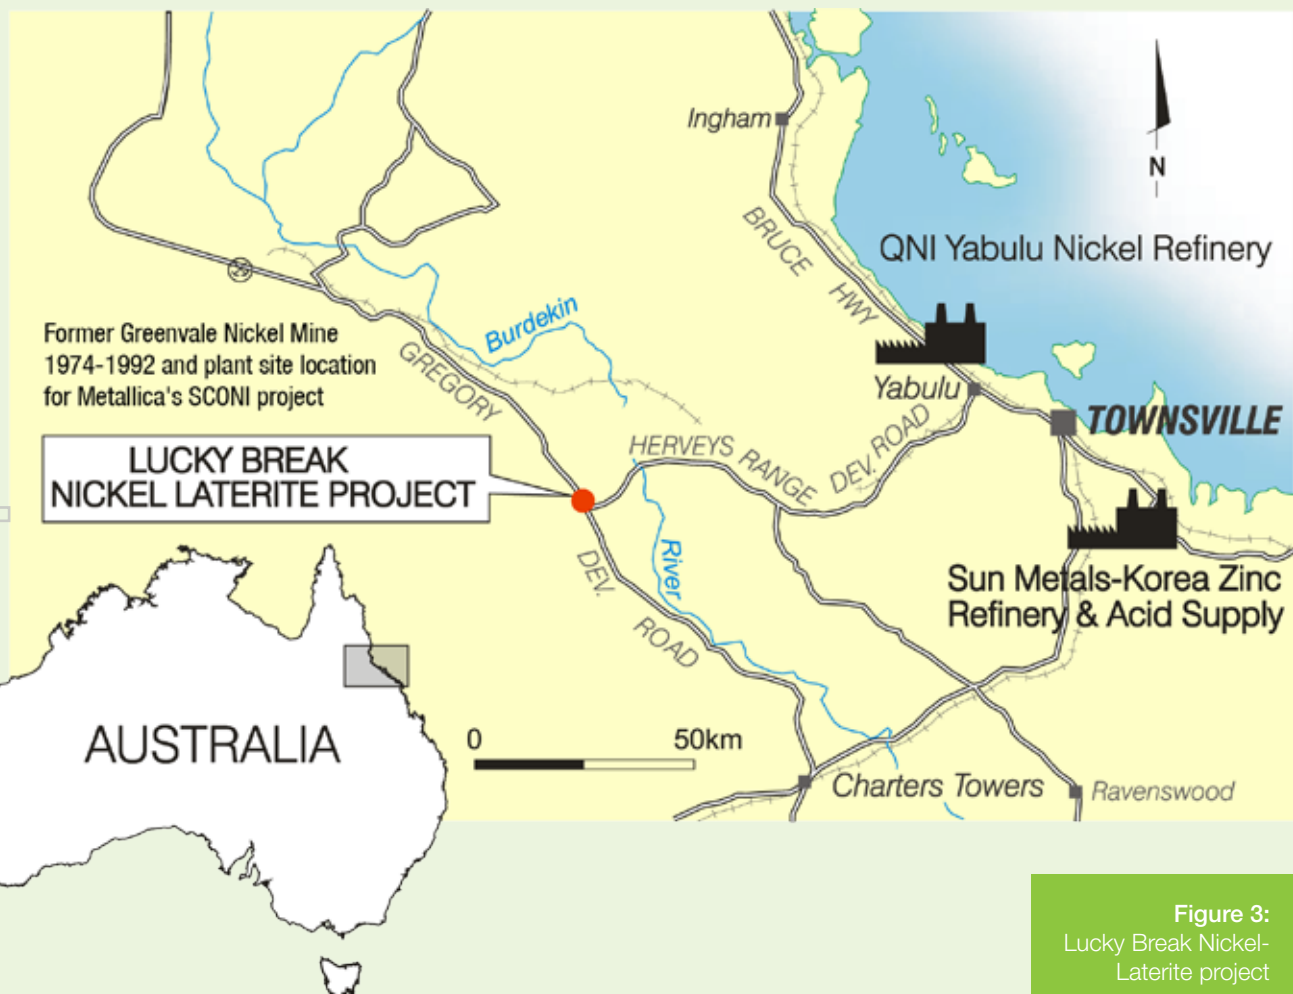 Ingham
N
BRUCE HWY
QNI Yabulu Nickel Refinery
Burdekin
Former Greenvale Nickel Mine
1974-1992 and plant site location
for Metallica's SCONI project
GREGORY
Yabulu
TOWNSVILLE
HERVEYS RANGE DEV. ROAD
LUCKY BREAK
NICKEL LATERITE PROJECT
River
DEV.
ROAD
Sun Metals-Korea Zinc
Refinery & Acid Supply
AUSTRALIA
0 50km
Charters Towers
Ravenswood
Figure 3:
Lucky Break Nickel-
Laterite project